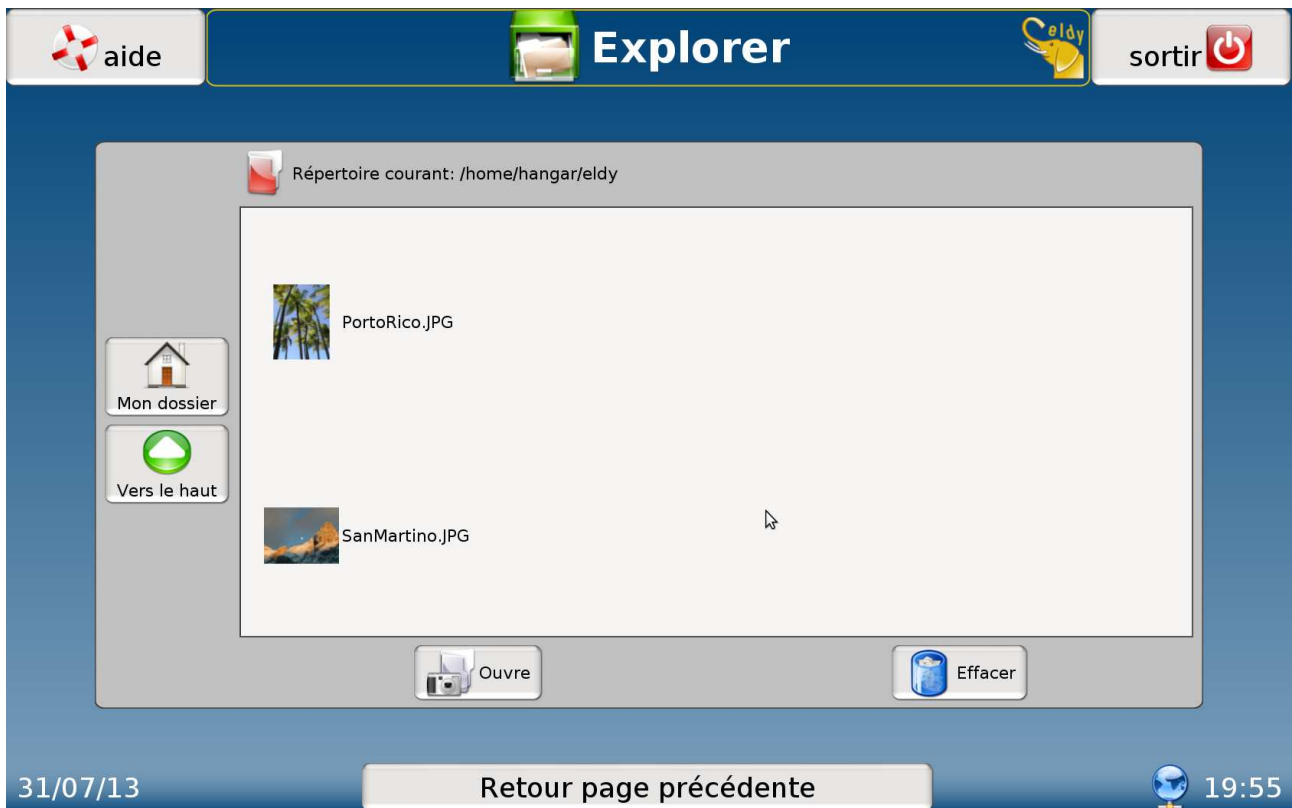 aide
Explorer
eldy
sortir
Répertoire courant: /home/hangar/eldy
PortoRico.JPG
Mon dossier
Vers le haut
SanMartino.JPG
Ouvre
Effacer
31/07/13
Retour page précédente
19:55